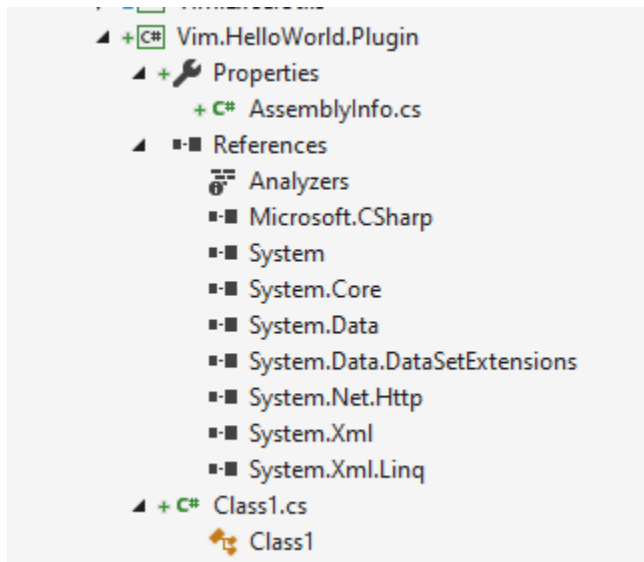 C# Vim.HelloWorld.Plugin
Properties
C# AssemblyInfo.cs
References
Analyzers
Microsoft.CSharp
System
System.Core
System.Data
System.Data.DataSetExtensions
System.Net.Http
System.Xml
System.Xml.Linq
C# Class1.cs
Class1